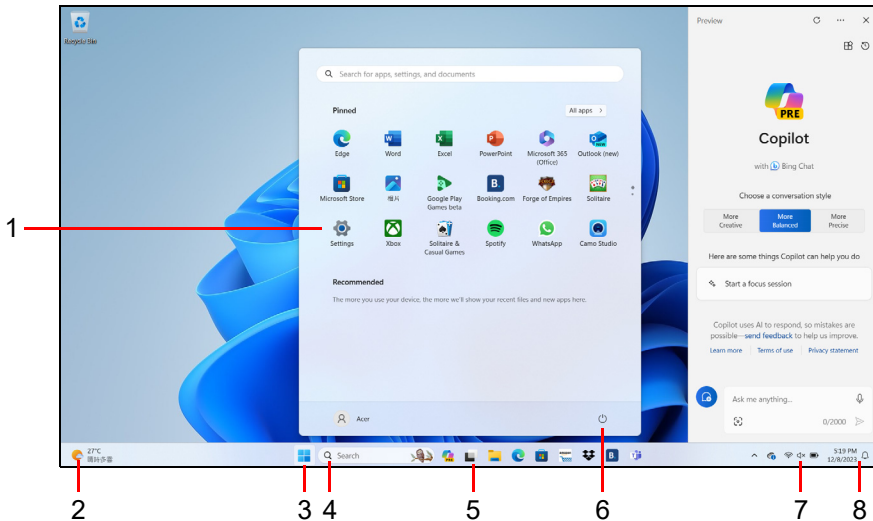 Recycle Bin
Preview
Search for apps, settings, and documents
Pinned
All apps >
Edge
Word
Excel
PowerPoint
Microsoft 365
(Office)
Outlook (new)
Microsoft Store
相片
Google Play
Games beta
Booking.com
Forge of Empires
Solitaire
Settings
Xbox
Solitaire &
Casual Games
Spotify
WhatsApp
Camo Studio
Recommended
The more you use your device, the more we'll show your recent files and new apps here.
Acer
PRE
Copilot
with b Bing Chat
Choose a conversation style
More
Creative
More
Balanced
More
Precise
Here are some things Copilot can help you do
Start a focus session
Copilot uses AI to respond, so mistakes are
possible—send feedback to help us improve.
Learn more
Terms of use
Privacy statement
Ask me anything...
0/2000
27°C
晴時多雲
Search
B.
5:19 PM
12/8/2023
1
2
3
4
5
6
7
8